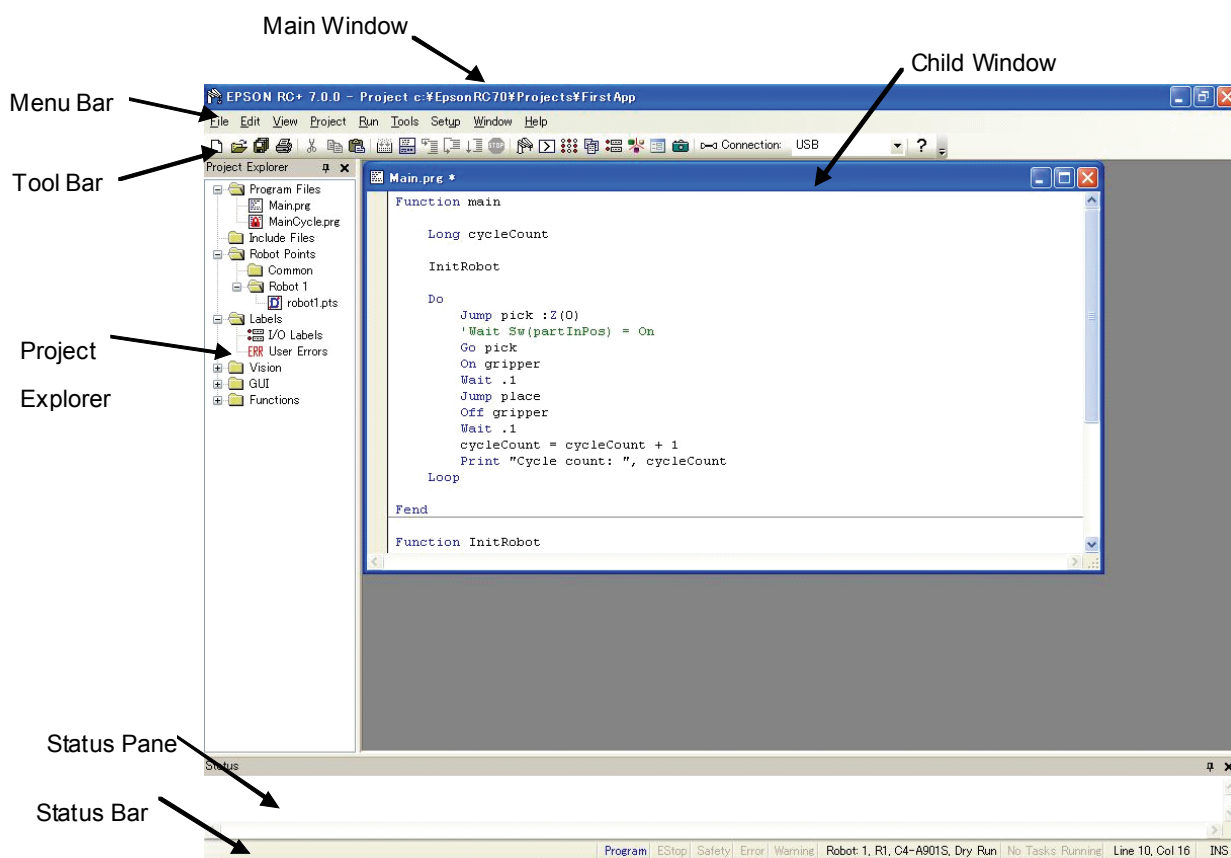 Main Window
Child Window
Menu Bar
EPSON RC+ 7.0.0 - Project c:¥EpsonRC70¥Projects¥FirstApp
File Edit View Project Run Tools Setup Window Help
Tool Bar
Connection: USB
?
Project Explorer
Program Files
Main.prg
MainCycle.prg
Include Files
Robot Points
Common
Robot 1
robot1.pts
Labels
I/O Labels
ERR User Errors
Vision
GUI
Functions
Project
Explorer
Main.prg *
Function main
Long cycleCount
InitRobot
Do
Jump pick :Z(0)
'Wait Sw(partInPos) = On
Go pick
On gripper
Wait .1
Jump place
Off gripper
Wait .1
cycleCount = cycleCount + 1
Print "Cycle count: ", cycleCount
Loop
Fend
Function InitRobot
Status Pane
Status
Status Bar
Program EStop Safety Error Warning Robot: 1, R1, C4-A901S, Dry Run No Tasks Running Line 10, Col 16 INS